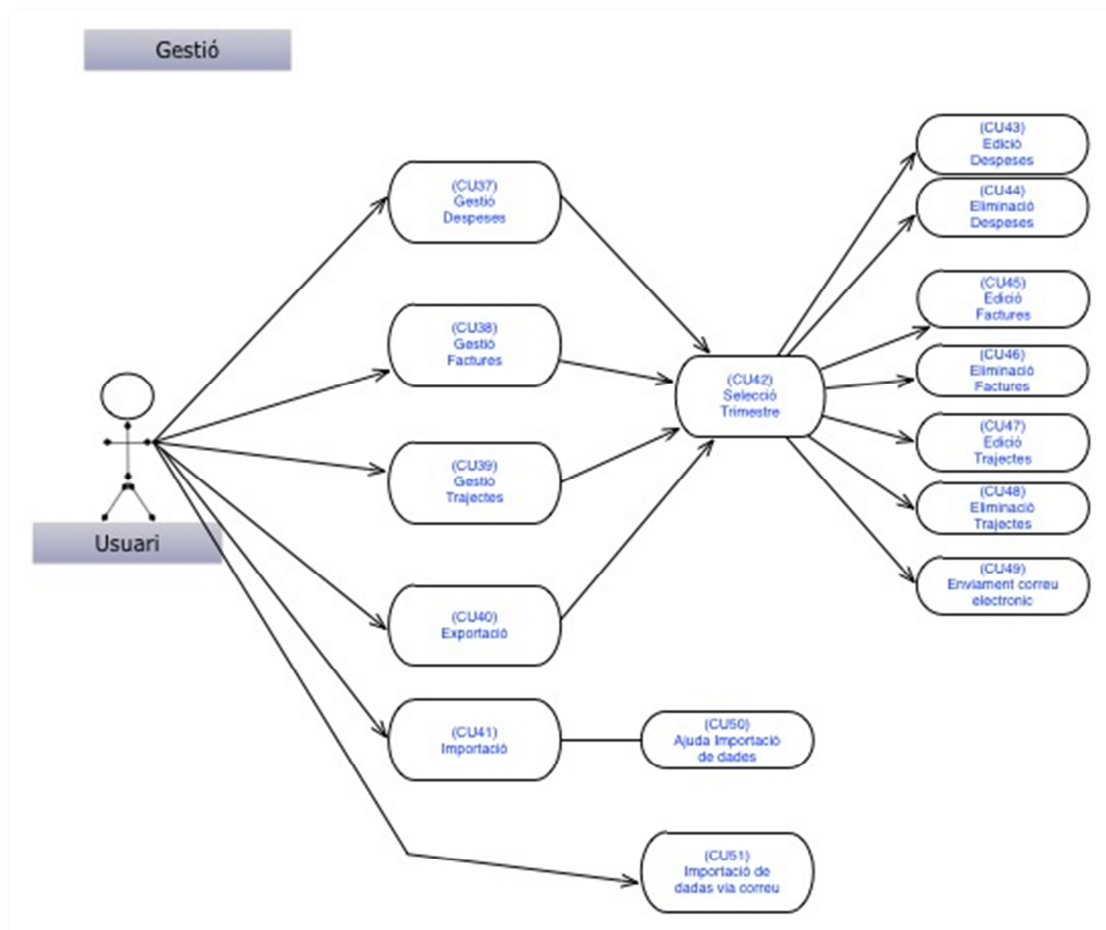 Gestió
(CU37)
Gestió
Despeses
(CU38)
Gestió
Factures
(CU39)
Gestió
Trajectes
(CU40)
Exportació
(CU41)
Importació
(CU42)
Selecció
Trimestre
(CU43)
Edició
Despeses
(CU44)
Eliminació
Despeses
(CU45)
Edició
Factures
(CU46)
Eliminació
Factures
(CU47)
Edició
Trajectes
(CU48)
Eliminació
Trajectes
(CU49)
Enviament correu
electronic
(CU50)
Ajuda Importació
de dades
(CU51)
Importació de
dadas via correu
Usuari